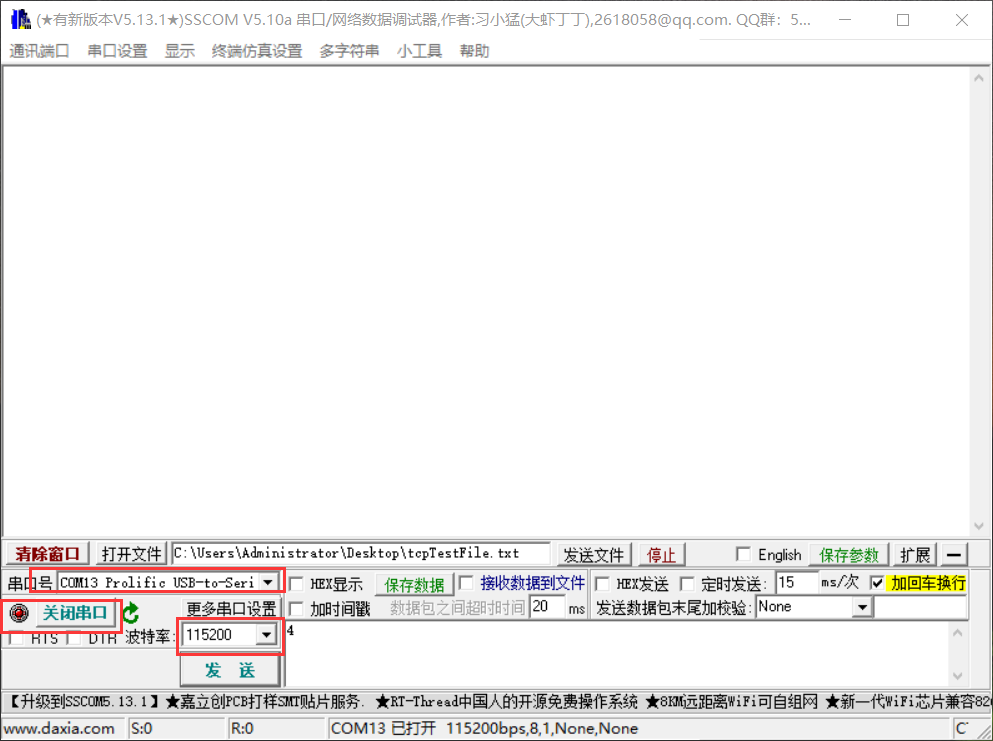 (★有新版本V5.13.1★)SSCOM V5.10a 串口/网络数据调试器,作者:习小猛(大虾丁丁),2618058@qq.com. QQ群: 5...
通讯端口 串口设置 显示 终端仿真设置 多字符串 小工具 帮助
清除窗口 打开文件 C:\Users\Administrator\Desktop\tcpTestFile.txt 发送文件 停止 English 保存参数 扩展 —
串口号 COM13 Prolific USB-to-Seri HEX显示 保存数据 接收数据到文件 HEX发送 定时发送: 15 ms/次 加回车换行
关闭串口 更多串口设置 加时间戳 数据包之间超时时间 20 ms 发送数据包末尾加校验: None
RTS DTR 波特率: 115200 4
发 送
【升级到SSCOM5.13.1】★嘉立创PCB打样SMT贴片服务. ★RT-Thread中国人的开源免费操作系统 ★8KM远距离WiFi可自组网 ★新一代WiFi芯片兼容826
www.daxia.com S:0 R:0 COM13 已打开 115200bps,8,1,None,None